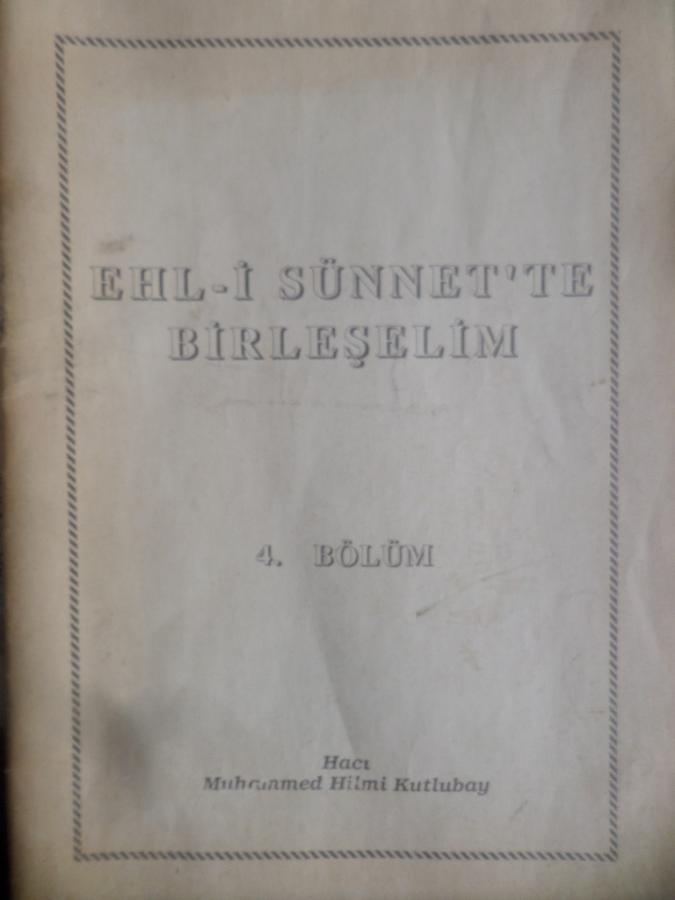 EHL-İ SÜNNET'TE
BİRLEŞELİM
4. BÖLÜM
Hacı
Muhammed Hilmi Kutlubay